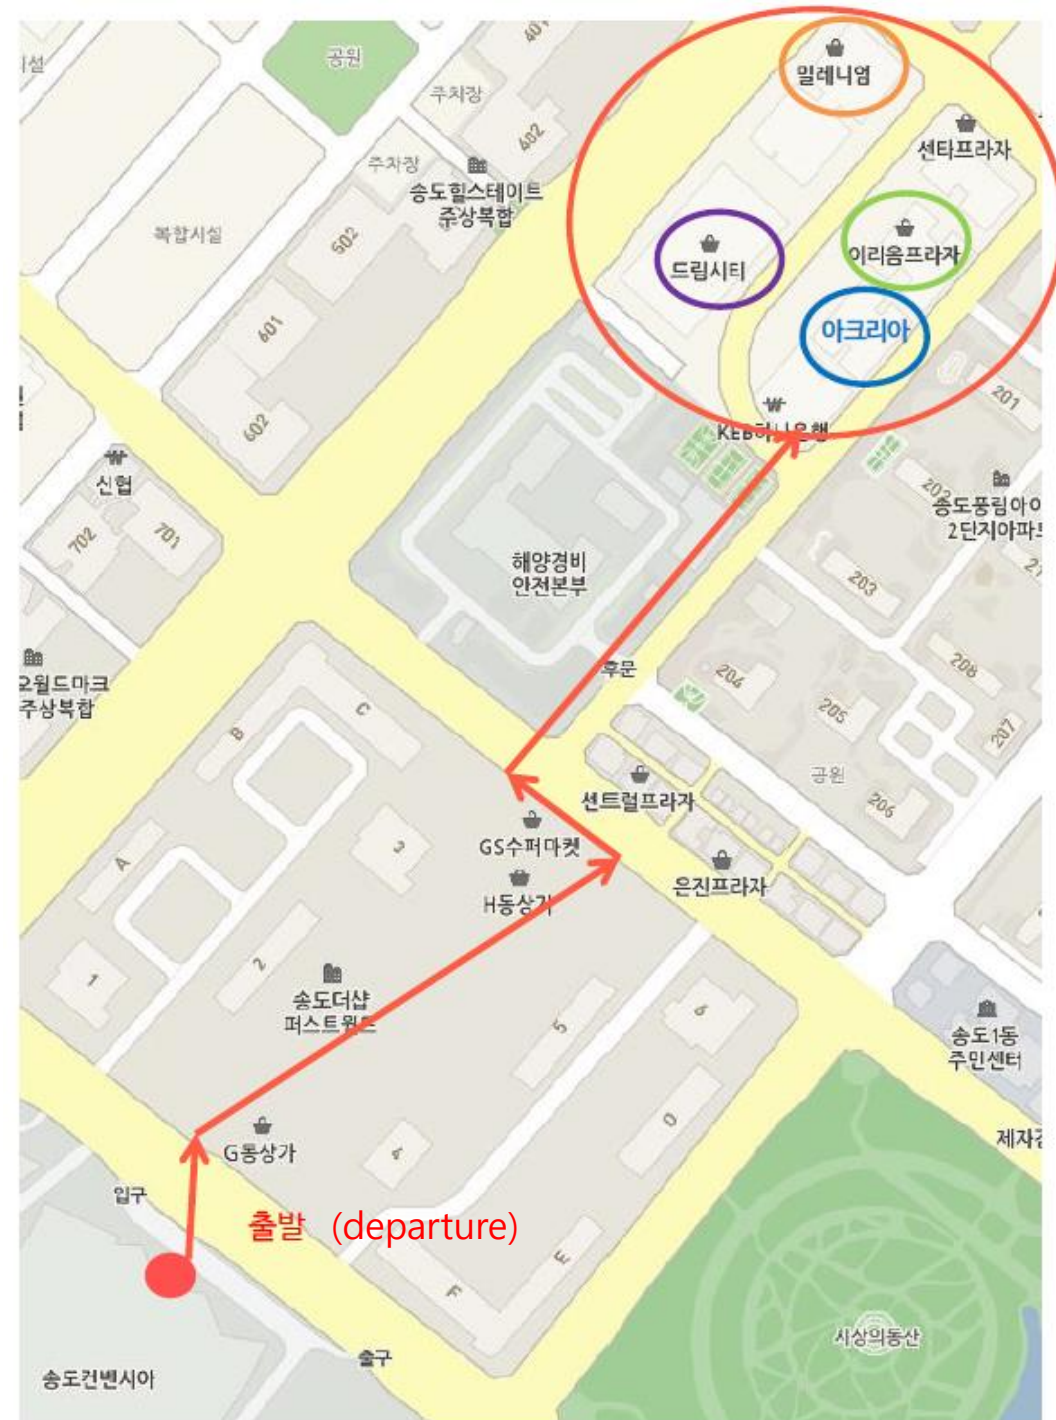 공원
401
밀레니엄
주차장
402
센타프라자
주차장
송도힐스테이트
주상복합
복합시설
502
이리옴프라자
드림시티
601
아크리아
602
201
KEB하나은행
신협
202
송도풍림아이
2단지아파트
702
701
해양경비
안전본부
203
후문
204
208
205
207
주상복합
C
B
공원
센트럴프라자
206
GS수퍼마켓
3
A
은진프라자
H동상가
2
1
송도더샵
퍼스트월드
5
6
송도1동
주민센터
G동상가
4
D
입구
출발 (departure)
E
F
시상의동산
출구
송도컨벤시아